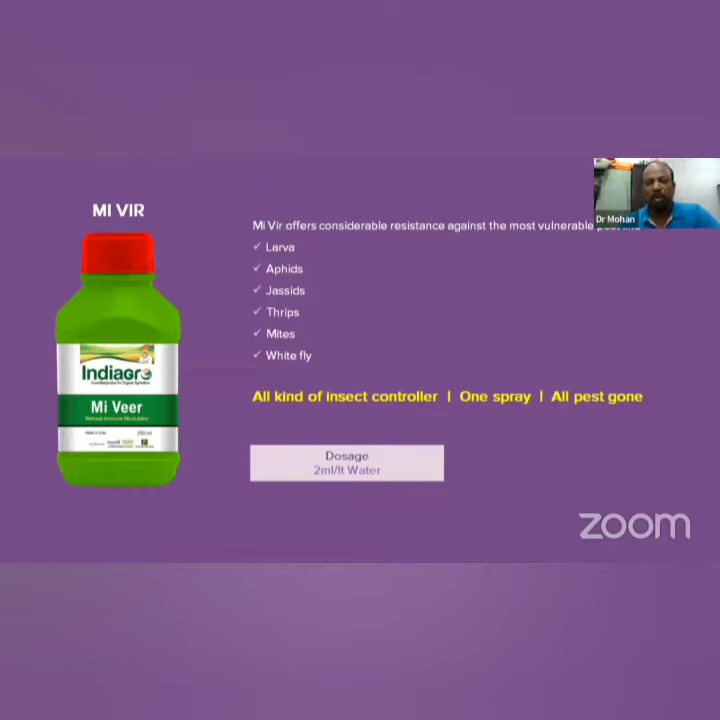 MI VIR
Dr Mohan
Mi Vir offers considerable resistance against the most vulnerable
✓ Larva
✓ Aphids
✓ Jassids
✓ Thrips
✓ Mites
✓ White fly
Indiagro
Mi Veer
All kind of insect controller | One spray | All pest gone
Dosage
2ml/lt Water
zoom